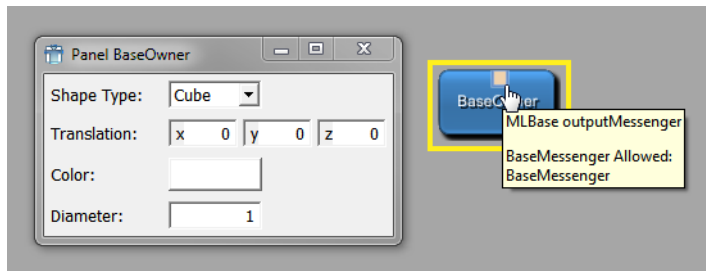 Panel BaseOwner
Shape Type: Cube
Translation: x 0 y 0 z 0
Color:
Diameter: 1
MLBase outputMessenger
BaseMessenger Allowed:
BaseMessenger